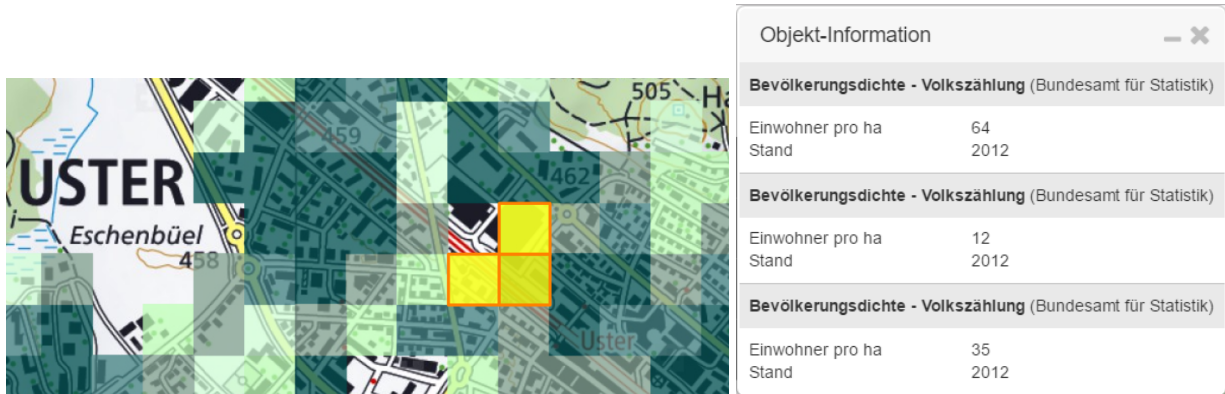 505
Ha
459
USTER
462
Eschenbüel
458
Uster
Objekt-Information
Bevölkerungsdichte - Volkszählung (Bundesamt für Statistik)
Einwohner pro ha 64
Stand 2012
Bevölkerungsdichte - Volkszählung (Bundesamt für Statistik)
Einwohner pro ha 12
Stand 2012
Bevölkerungsdichte - Volkszählung (Bundesamt für Statistik)
Einwohner pro ha 35
Stand 2012